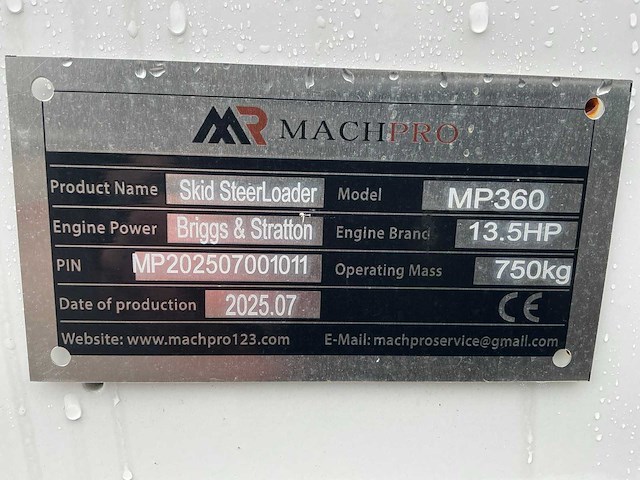 MR MACHPRO
Product Name Skid SteerLoader Model MP360
Engine Power Briggs & Stratton Engine Brand 13.5HP
PIN MP202507001011 Operating Mass 750kg
Date of production 2025.07 CE
Website: www.machpro123.com E-Mail: machproservice@gmail.com